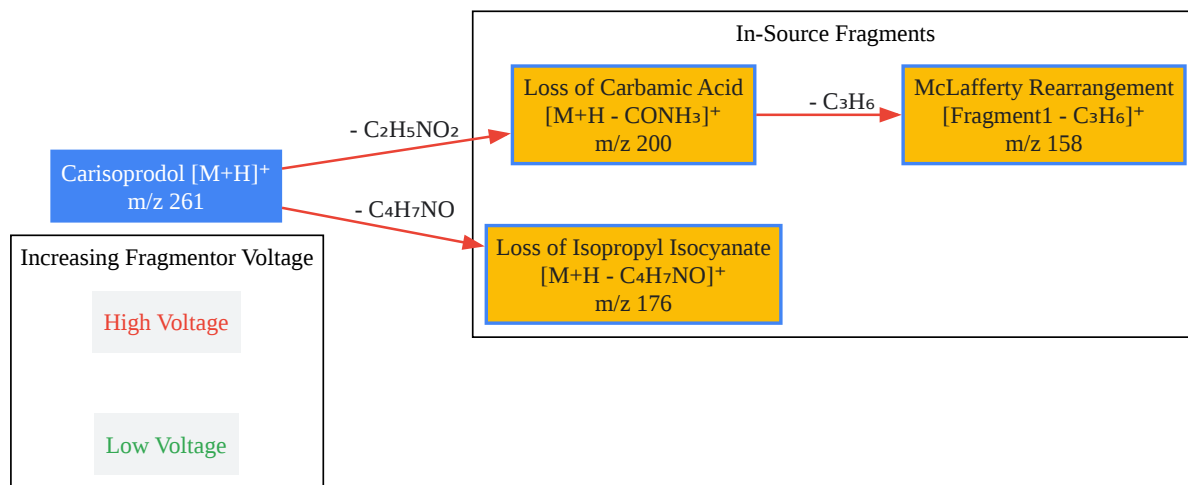 In-Source Fragments
Loss of Carbamic Acid
[M+H - CONH₃]⁺
m/z 200
- C₃H₆
McLafferty Rearrangement
[Fragment1 - C₃H₆]⁺
m/z 158
- C₂H₅NO₂
Carisoprodol [M+H]⁺
m/z 261
- C₄H₇NO
Loss of Isopropyl Isocyanate
[M+H - C₄H₇NO]⁺
m/z 176
Increasing Fragmentor Voltage
High Voltage
Low Voltage